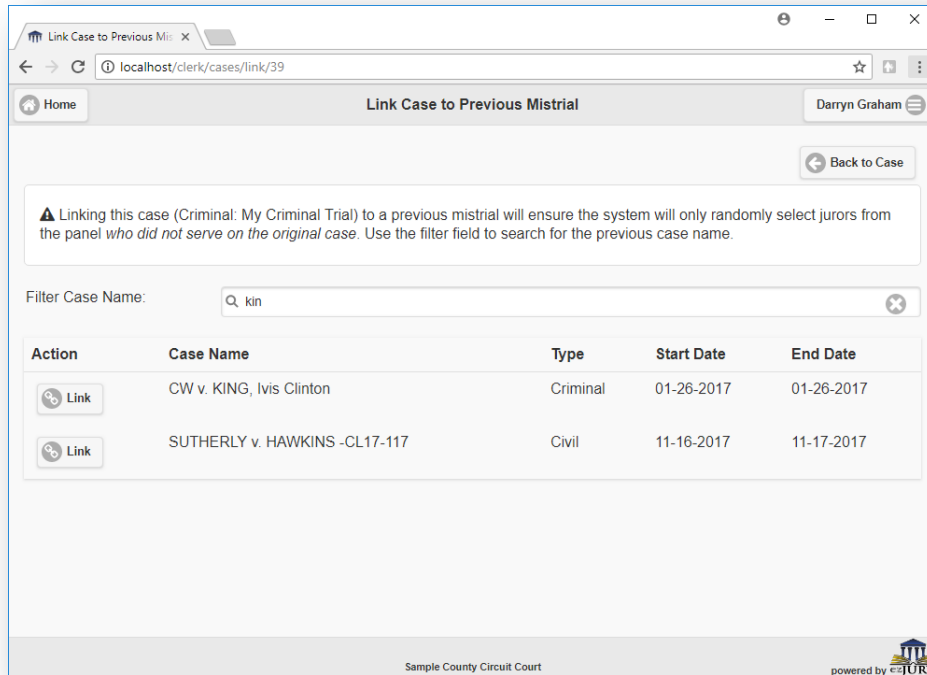 Link Case to Previous Mis
localhost/clerk/cases/link/39
Home
Link Case to Previous Mistrial
Darryn Graham
Back to Case
Linking this case (Criminal: My Criminal Trial) to a previous mistrial will ensure the system will only randomly select jurors from
the panel who did not serve on the original case. Use the filter field to search for the previous case name.
Filter Case Name: kin
Action Case Name Type Start Date End Date
Link CW v. KING, Ivis Clinton Criminal 01-26-2017 01-26-2017
Link SUTHERLY v. HAWKINS -CL17-117 Civil 11-16-2017 11-17-2017
Sample County Circuit Court
powered by ezJUR